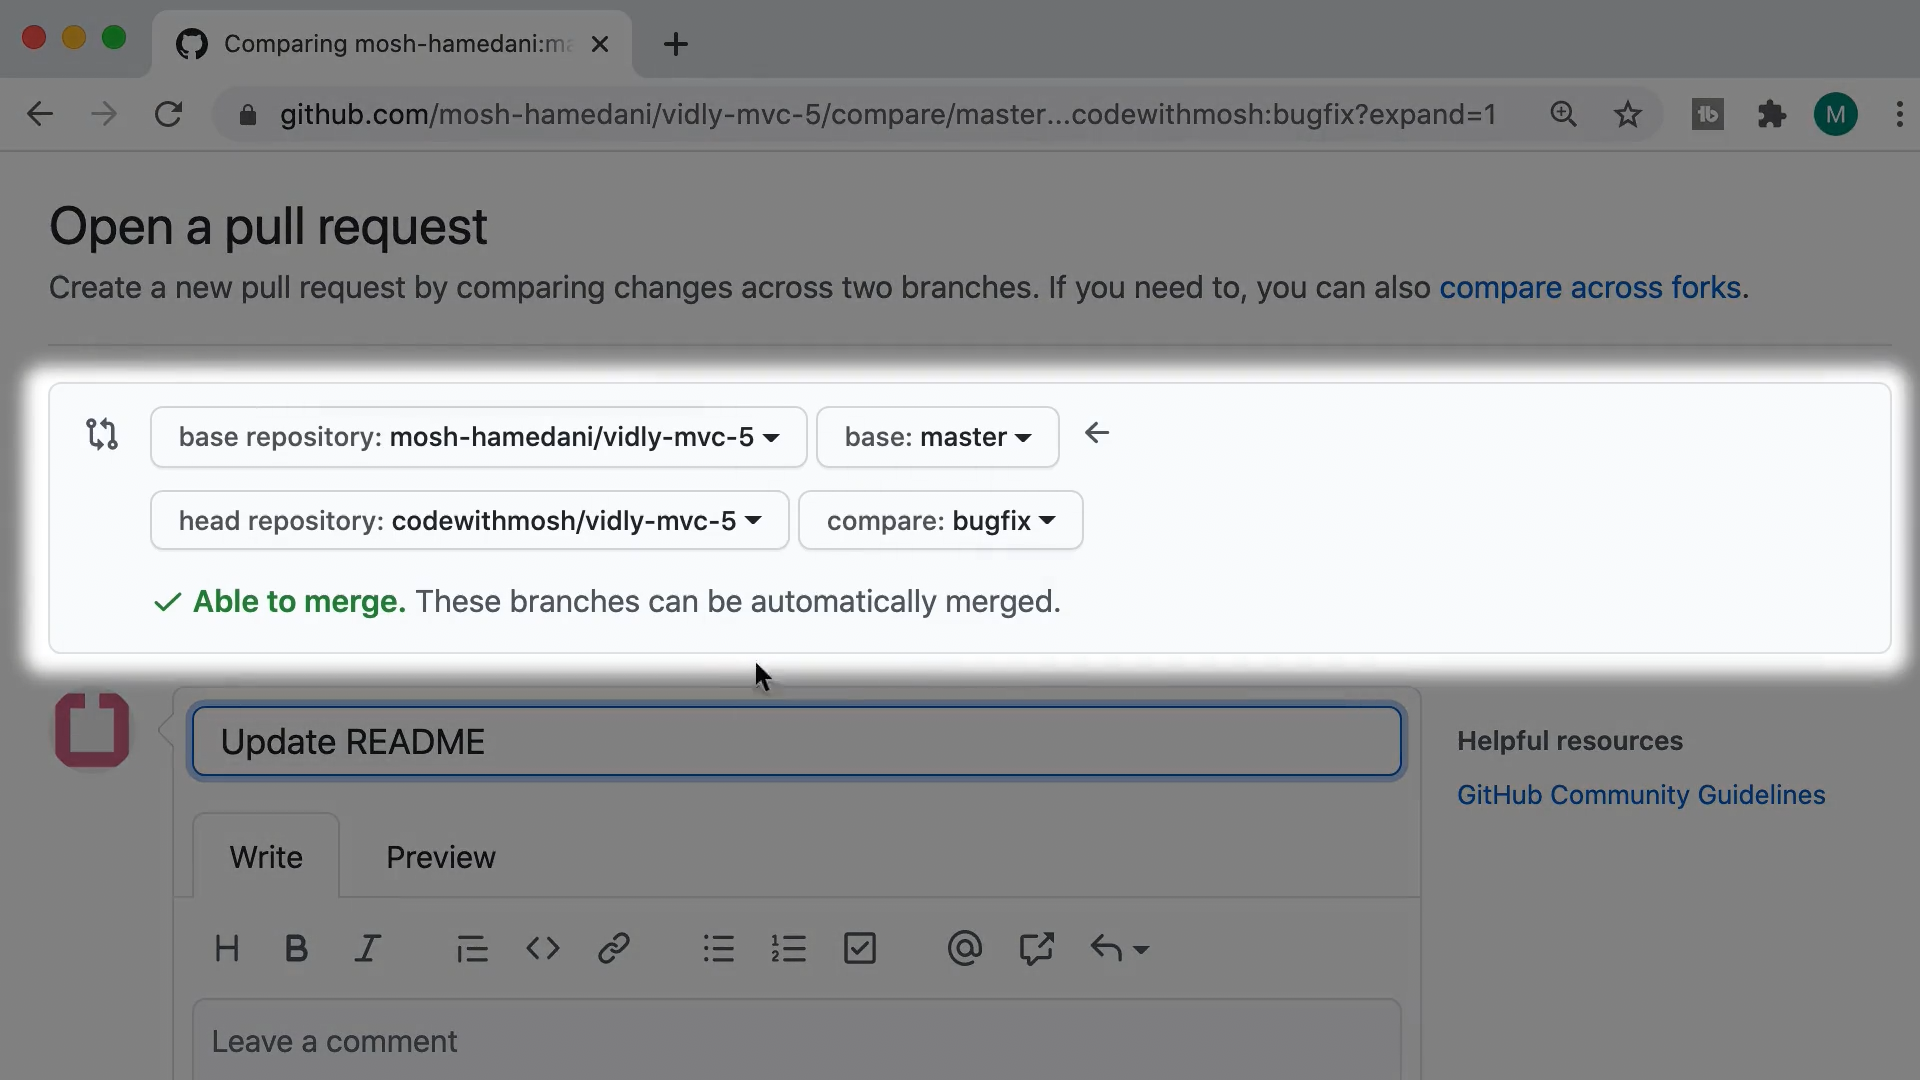 Comparing mosh-hamedani:ma
github.com/mosh-hamedani/vidly-mvc-5/compare/master...codewithmosh:bugfix?expand=1
tb
M
Open a pull request
Create a new pull request by comparing changes across two branches. If you need to, you can also compare across forks.
base repository: mosh-hamedani/vidly-mvc-5 base: master
head repository: codewithmosh/vidly-mvc-5 compare: bugfix
Able to merge. These branches can be automatically merged.
Update README
Helpful resources
GitHub Community Guidelines
Write Preview
Leave a comment